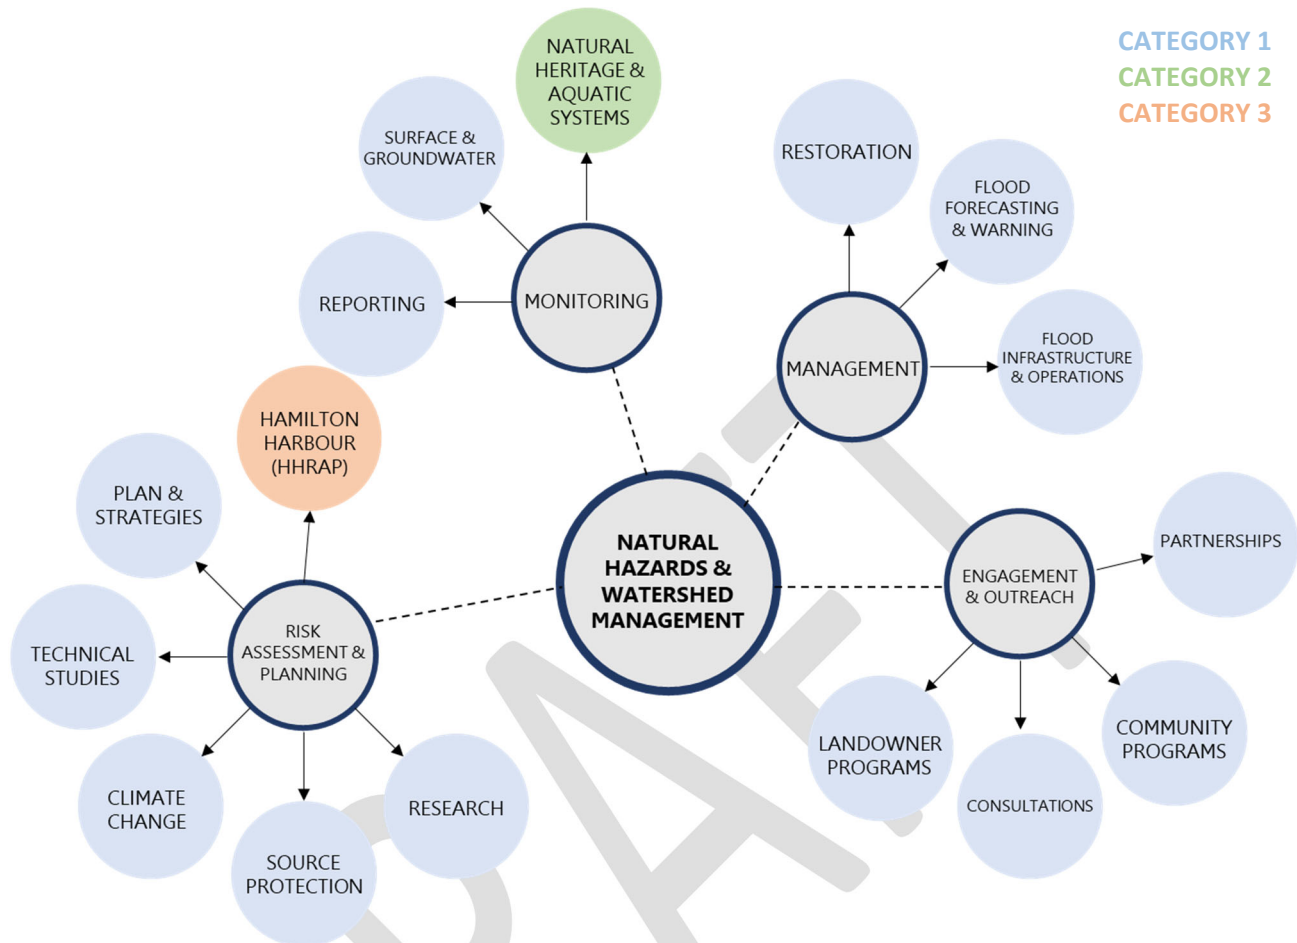 CATEGORY 1
CATEGORY 2
CATEGORY 3
NATURAL
HERITAGE &
AQUATIC
SYSTEMS
SURFACE &
GROUNDWATER
REPORTING
MONITORING
RESTORATION
FLOOD
FORECASTING
& WARNING
FLOOD
INFRASTRUCTURE
& OPERATIONS
MANAGEMENT
HAMILTON
HARBOUR
(HHRAP)
PLAN &
STRATEGIES
TECHNICAL
STUDIES
CLIMATE
CHANGE
SOURCE
PROTECTION
RESEARCH
RISK
ASSESSMENT &
PLANNING
NATURAL
HAZARDS &
WATERSHED
MANAGEMENT
ENGAGEMENT
& OUTREACH
PARTNERSHIPS
COMMUNITY
PROGRAMS
CONSULTATIONS
LANDOWNER
PROGRAMS